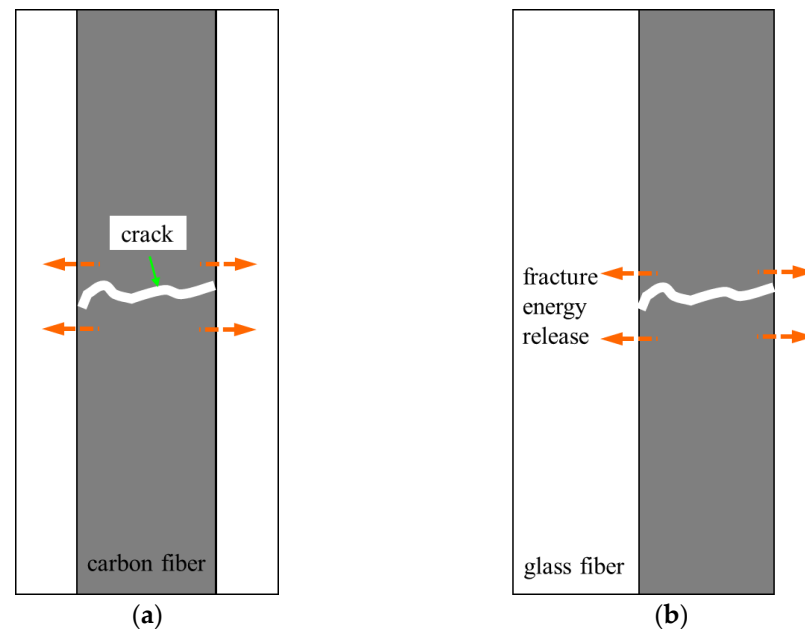 crack
carbon fiber
(a)
fracture
energy
release
glass fiber
(b)